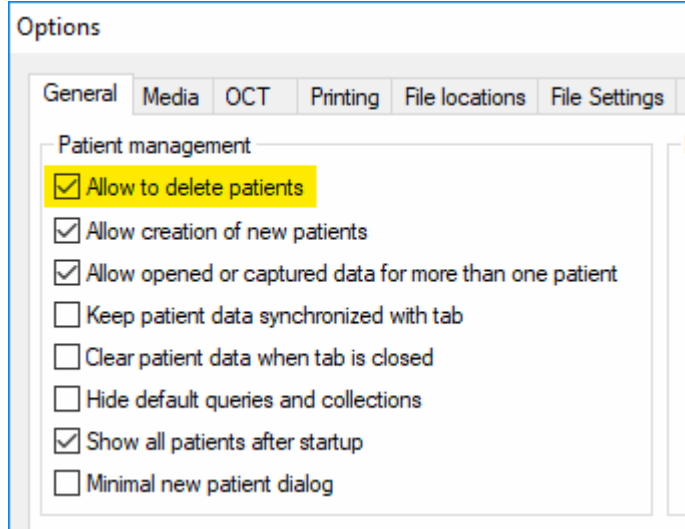 Options
General Media OCT Printing File locations File Settings
Patient management
Allow to delete patients
Allow creation of new patients
Allow opened or captured data for more than one patient
Keep patient data synchronized with tab
Clear patient data when tab is closed
Hide default queries and collections
Show all patients after startup
Minimal new patient dialog